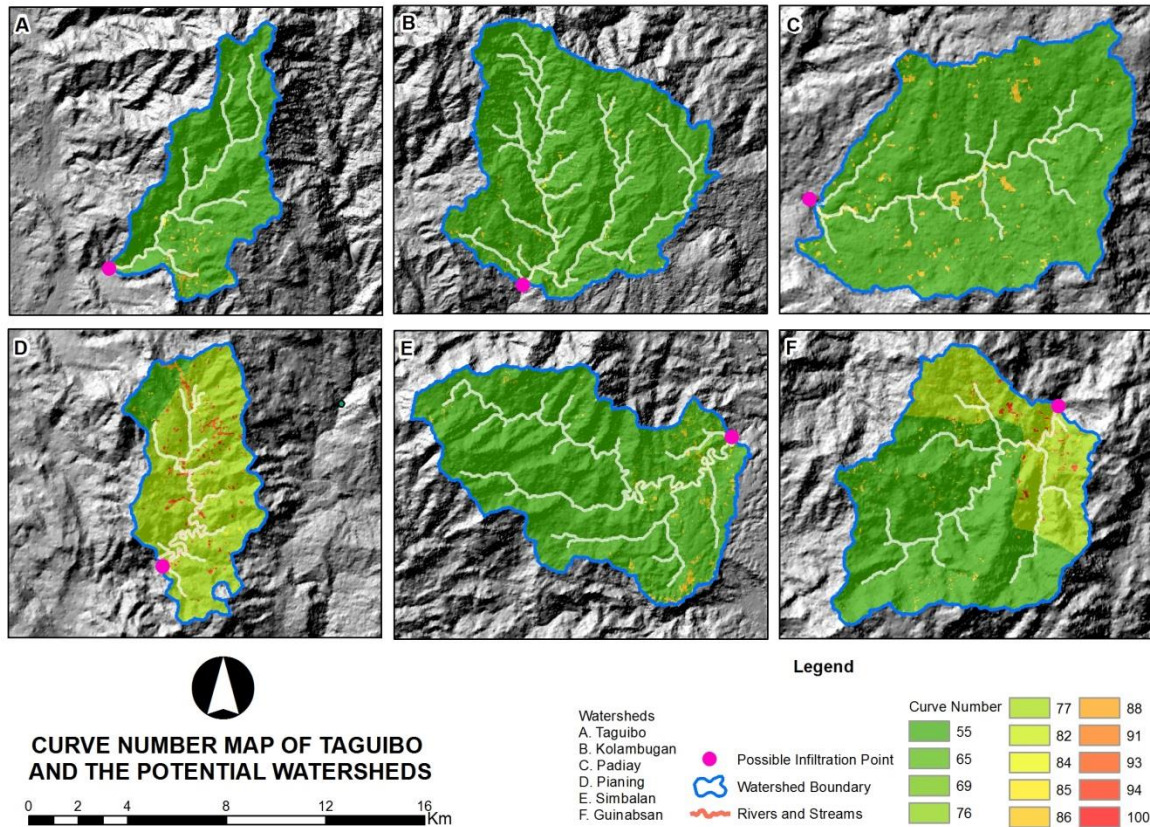 A
B
C
D
E
F
CURVE NUMBER MAP OF TAGUIBO
AND THE POTENTIAL WATERSHEDS
0 2 4 8 12 16 Km
Legend
Watersheds
A. Taguibo
B. Kolambugan
C. Padiay
D. Pianing
E. Simbalan
F. Guinabsan
Possible Infiltration Point
Watershed Boundary
Rivers and Streams
Curve Number
55
65
69
76
77
82
84
85
86
88
91
93
94
100